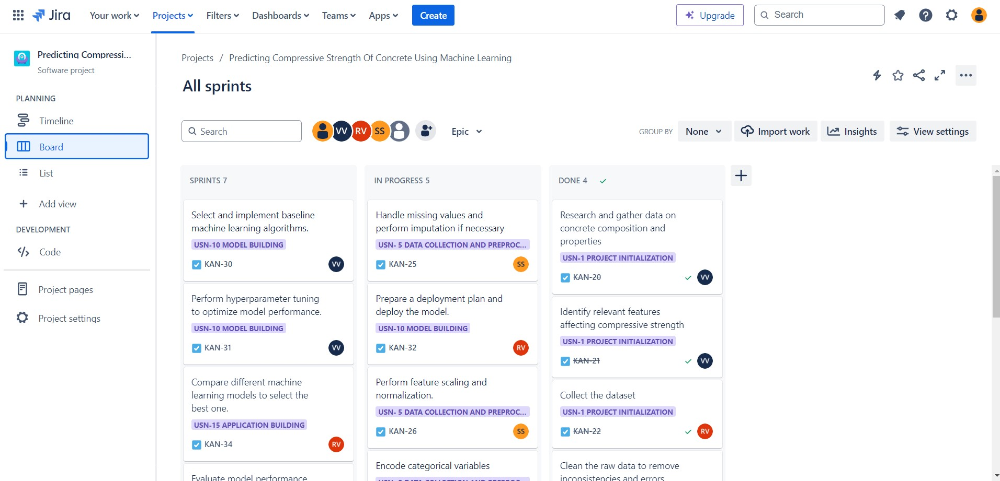 Jira
Your work
Projects
Filters
Dashboards
Teams
Apps
Create
Upgrade
Search
Predicting Compressi...
Software project
PLANNING
Timeline
Board
List
Add view
DEVELOPMENT
Code
Project pages
Project settings
Projects / Predicting Compressive Strength Of Concrete Using Machine Learning
All sprints
Search
VV
RV
SS
Epic
GROUP BY
None
Import work
Insights
View settings
SPRINTS 7
Select and implement baseline
machine learning algorithms.
USN-10 MODEL BUILDING
KAN-30
VV
Perform hyperparameter tuning
to optimize model performance.
USN-10 MODEL BUILDING
KAN-31
VV
Compare different machine
learning models to select the
best one.
USN-15 APPLICATION BUILDING
KAN-34
RV
Evaluate model performance
IN PROGRESS 5
Handle missing values and
perform imputation if necessary
USN- 5 DATA COLLECTION AND PREPROC...
KAN-25
SS
Prepare a deployment plan and
deploy the model.
USN-10 MODEL BUILDING
KAN-32
RV
Perform feature scaling and
normalization.
USN- 5 DATA COLLECTION AND PREPROC...
KAN-26
SS
Encode categorical variables
USN- 5 DATA COLLECTION AND PREPROC...
DONE 4
Research and gather data on
concrete composition and
properties
USN-1 PROJECT INITIALIZATION
KAN-20
VV
Identify relevant features
affecting compressive strength
USN-1 PROJECT INITIALIZATION
KAN-21
VV
Collect the dataset
USN-1 PROJECT INITIALIZATION
KAN-22
RV
Clean the raw data to remove
inconsistencies and errors